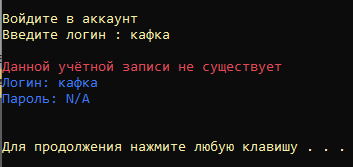 Войдите в аккаунт
Введите логин : кафка
Данной учётной записи не существует
Логин: кафка
Пароль: N/A
Для продолжения нажмите любую клавишу . . .